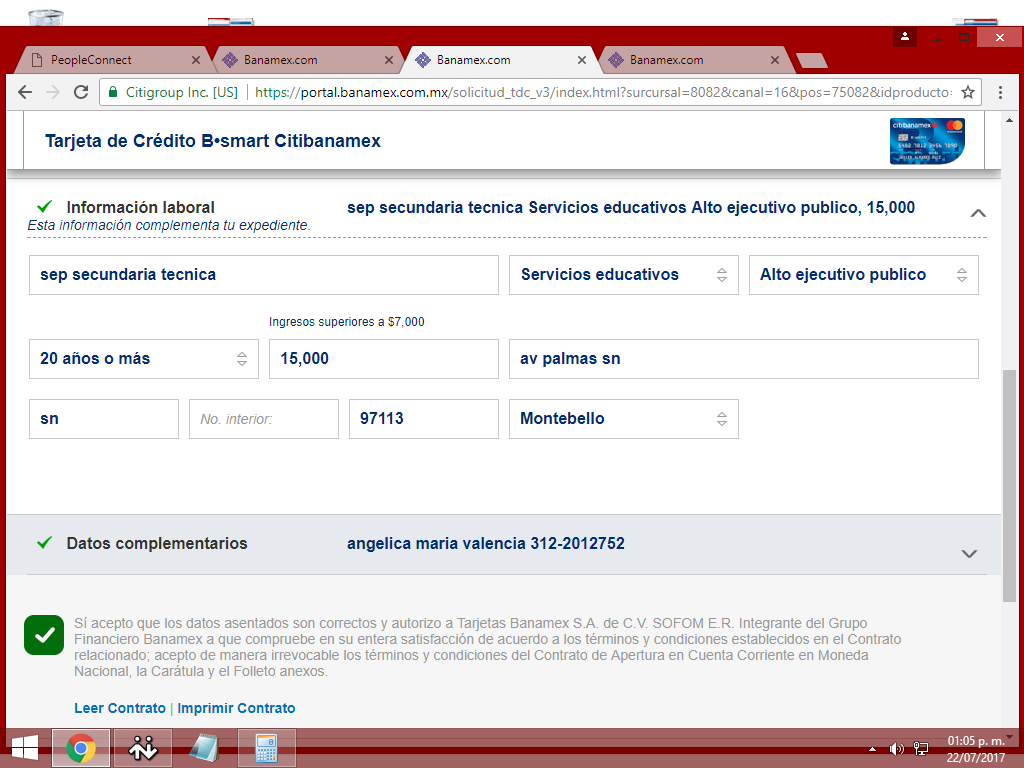 PeopleConnect
Banamex.com
Banamex.com
Banamex.com
Citigroup Inc. [US] | https://portal.banamex.com.mx/solicitud_tdc_v3/index.html?surcursal=8082&canal=16&pos=75082&idproducto=
Tarjeta de Crédito B•smart Citibanamex
citibanamex
Información laboral
sep secundaria tecnica Servicios educativos Alto ejecutivo publico, 15,000
Esta información complementa tu expediente.
sep secundaria tecnica
Servicios educativos
Alto ejecutivo publico
Ingresos superiores a $7,000
20 años o más
15,000
av palmas sn
sn
No. interior:
97113
Montebello
Datos complementarios
angelica maria valencia 312-2012752
Sí acepto que los datos asentados son correctos y autorizo a Tarjetas Banamex S.A. de C.V. SOFOM E.R. Integrante del Grupo
Financiero Banamex a que compruebe en su entera satisfacción de acuerdo a los términos y condiciones establecidos en el Contrato
relacionado; acepto de manera irrevocable los términos y condiciones del Contrato de Apertura en Cuenta Corriente en Moneda
Nacional, la Carátula y el Folleto anexos.
Leer Contrato | Imprimir Contrato
01:05 p. m.
22/07/2017